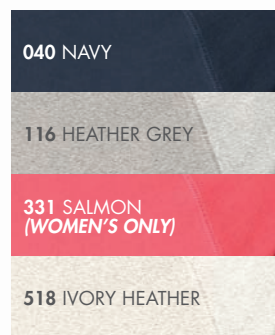 040 NAVY
116 HEATHER GREY
331 SALMON
(WOMEN'S ONLY)
518 IVORY HEATHER